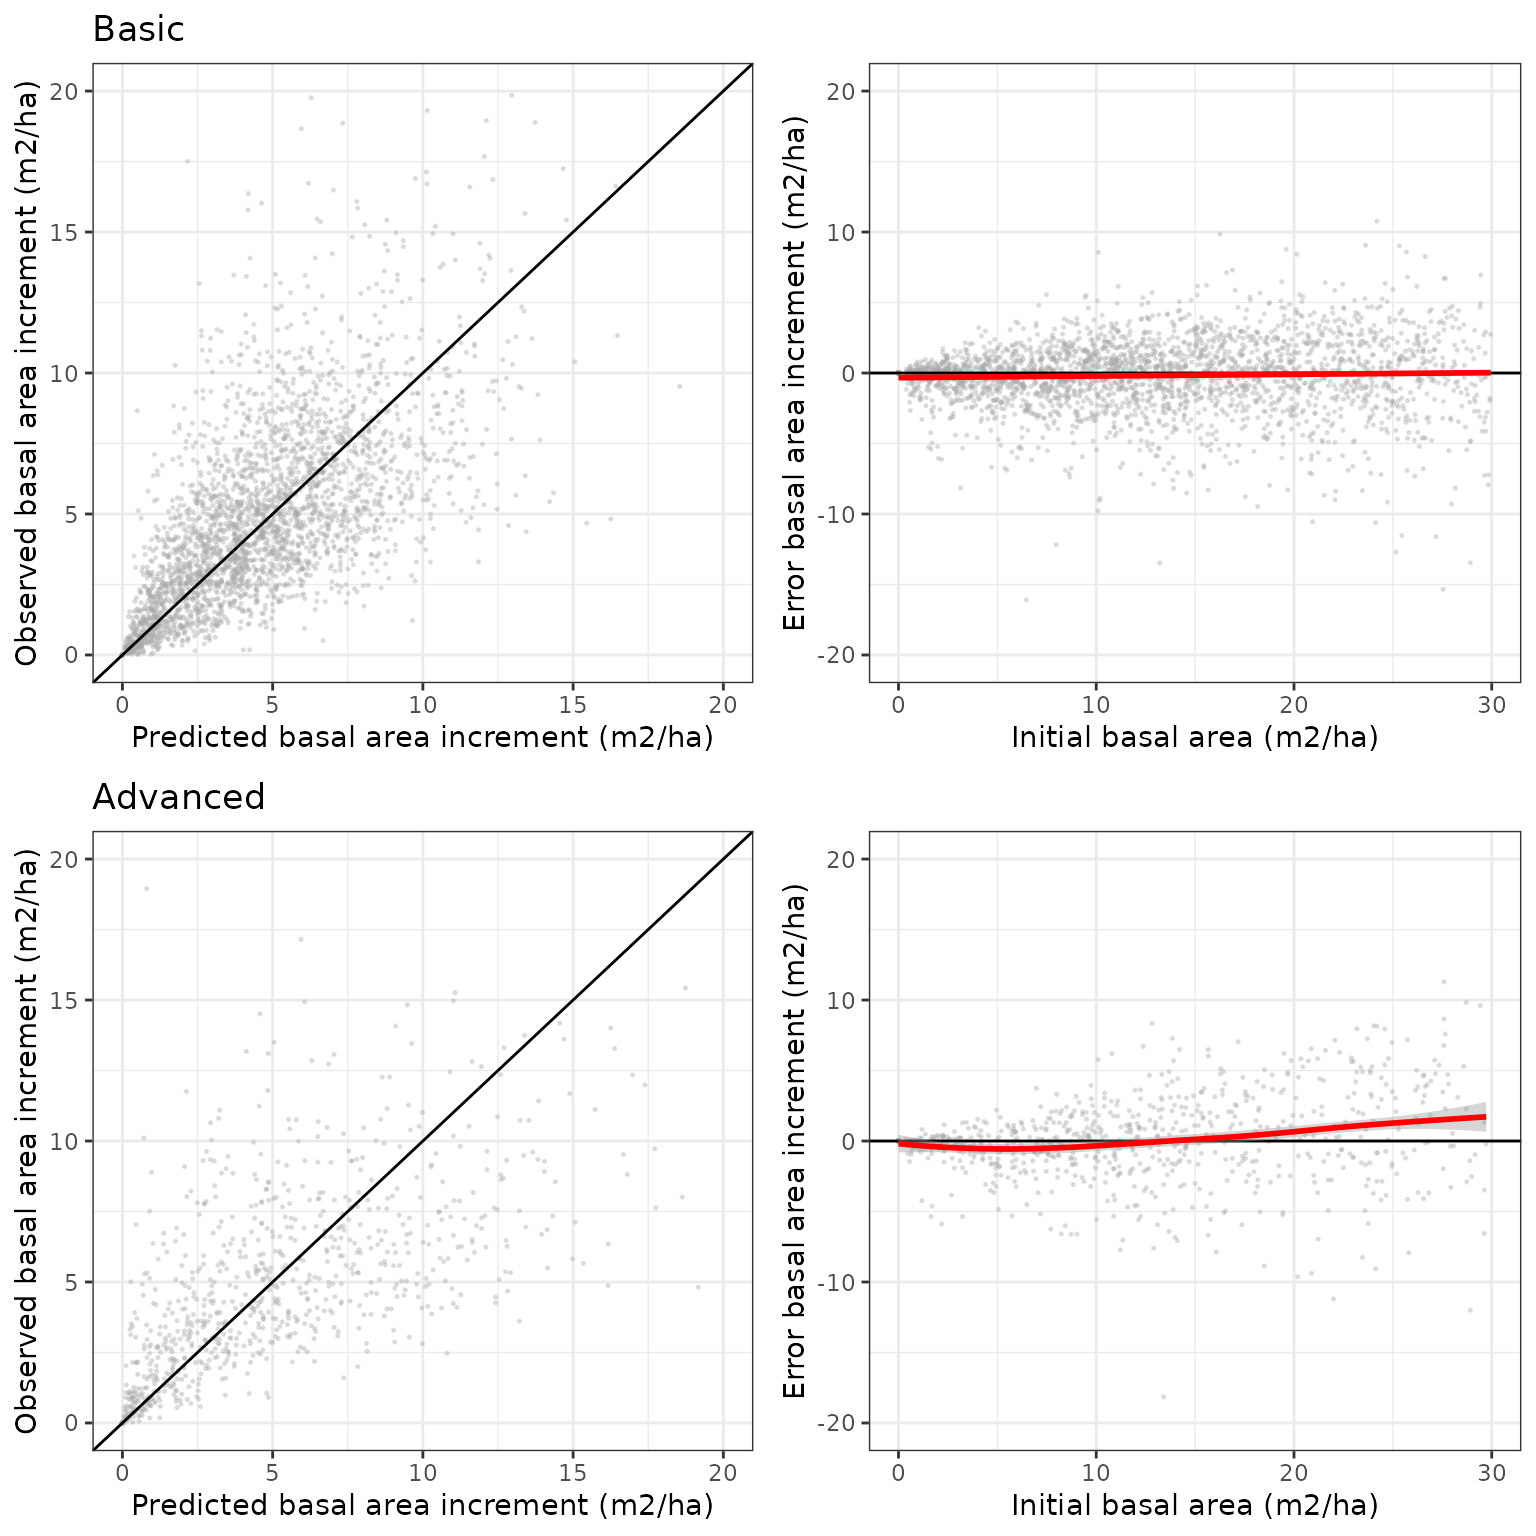 Basic
Observed basal area increment (m2/ha)
20
15
10
5
0
0 5 10 15 20
Predicted basal area increment (m2/ha)
Error basal area increment (m2/ha)
20
10
0
-10
-20
0 10 20 30
Initial basal area (m2/ha)
Advanced
Observed basal area increment (m2/ha)
20
15
10
5
0
0 5 10 15 20
Predicted basal area increment (m2/ha)
Error basal area increment (m2/ha)
20
10
0
-10
-20
0 10 20 30
Initial basal area (m2/ha)